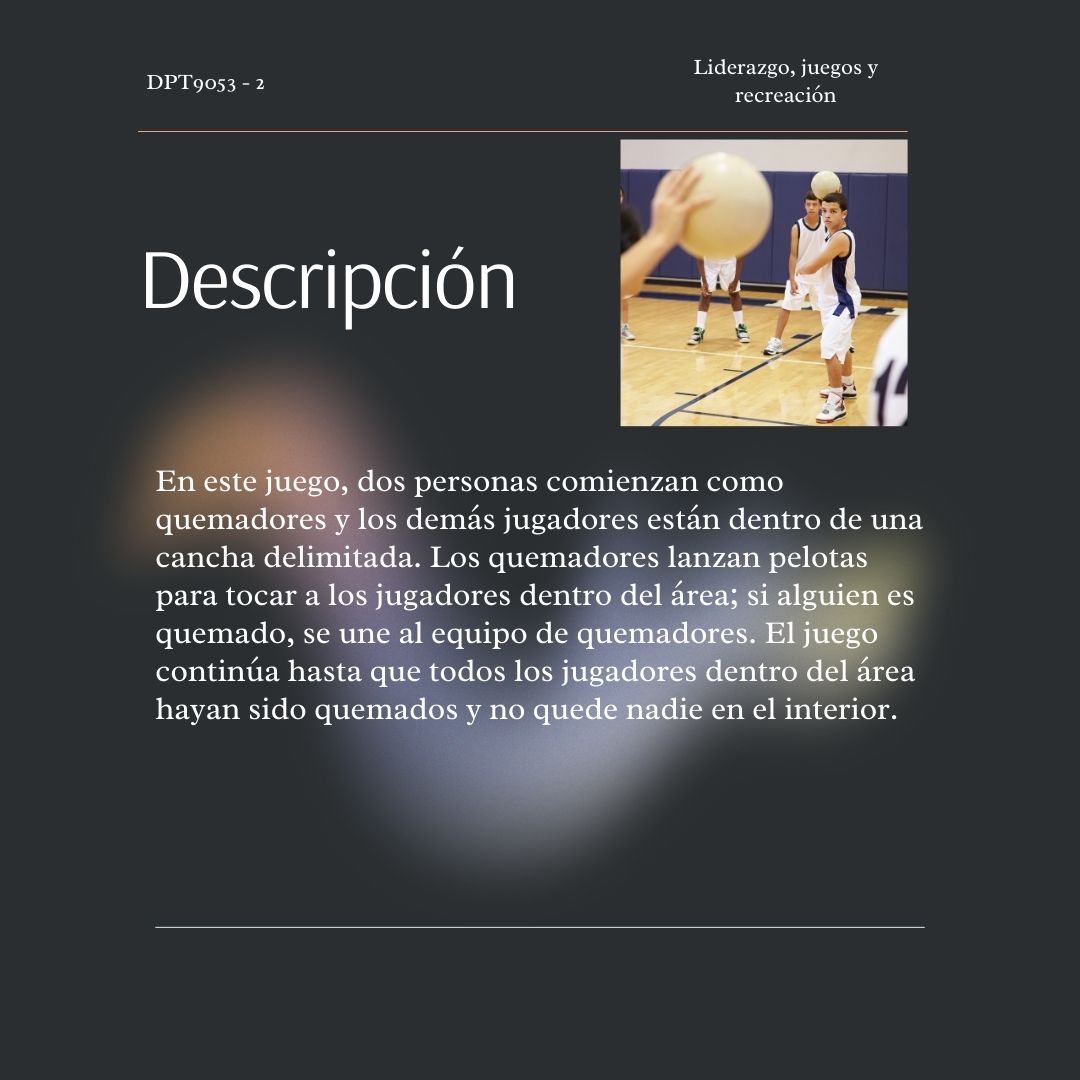 DPT9053 - 2
Liderazgo, juegos y
recreación
Descripción
En este juego, dos personas comienzan como
quemadores y los demás jugadores están dentro de una
cancha delimitada. Los quemadores lanzan pelotas
para tocar a los jugadores dentro del área; si alguien es
quemado, se une al equipo de quemadores. El juego
continúa hasta que todos los jugadores dentro del área
hayan sido quemados y no quede nadie en el interior.